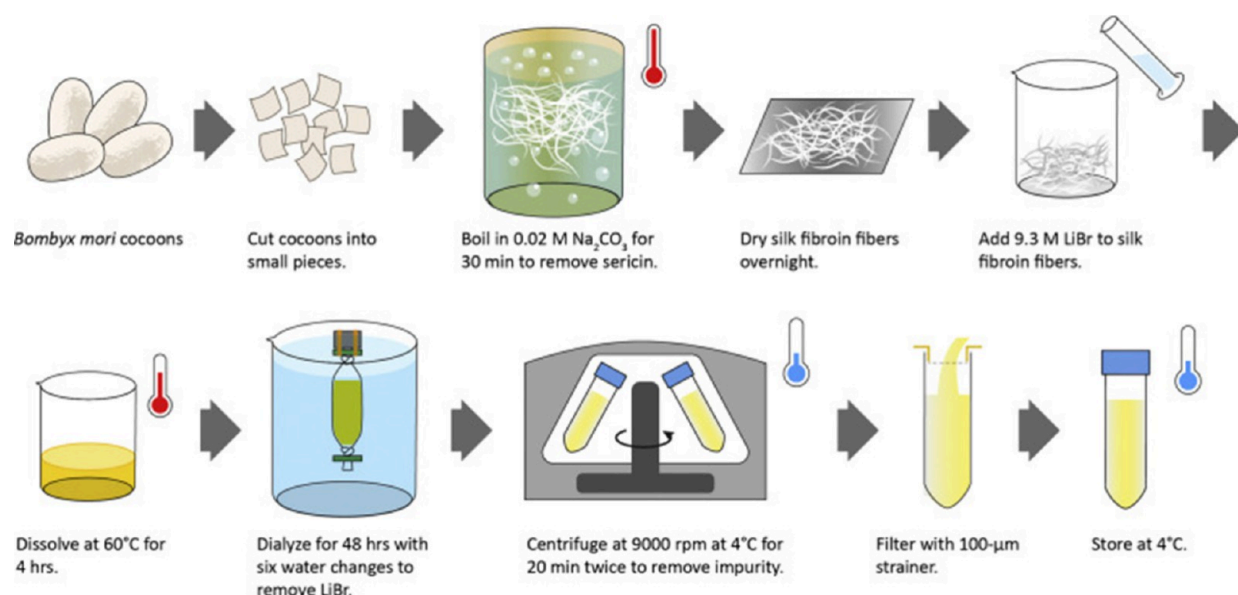 Bombyx mori cocoons
Cut cocoons into
small pieces.
Boil in 0.02 M Na₂CO₃ for
30 min to remove sericin.
Dry silk fibroin fibers
overnight.
Add 9.3 M LiBr to silk
fibroin fibers.
Dissolve at 60°C for
4 hrs.
Dialyze for 48 hrs with
six water changes to
remove LiBr.
Centrifuge at 9000 rpm at 4°C for
20 min twice to remove impurity.
Filter with 100-µm
strainer.
Store at 4°C.